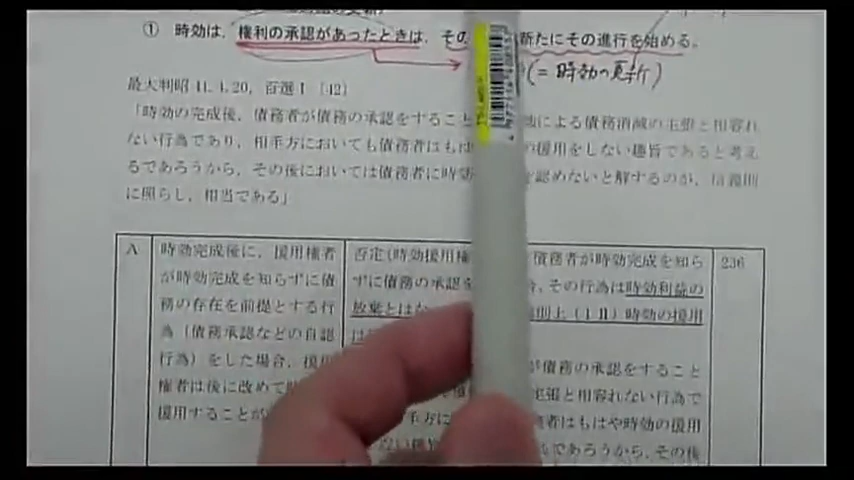 ① 時効は，権利の承認があったときは，その 新たにその進行を始める。
(＝時効の更新)
最大判昭 41.4.20，百選Ⅰ〔42〕
「時効の完成後，債務者が債務の承認をすること による債務消滅の主張と相容れ
ない行為であり，相手方においても債務者はもは の援用をしない趣旨であると考え
るであろうから，その後においては債務者に時効 を認めないと解するのが，信義則
に照らし，相当である」
A
時効完成後に，援用権者
が時効完成を知らずに債
務の存在を前提とする行
為（債務承認などの自認
行為）をした場合，援用
権者は後に改めて時
援用することが
否定（時効援用権 債務者が時効完成を知ら
ずに債務の承認を ，その行為は時効利益の
放棄とはな 則上（1Ⅱ）時効の援用
は
が債務の承認をすること
張と相容れない行為で
手方に 者はもはや時効の援用
ない趣 であろうから，その後
236